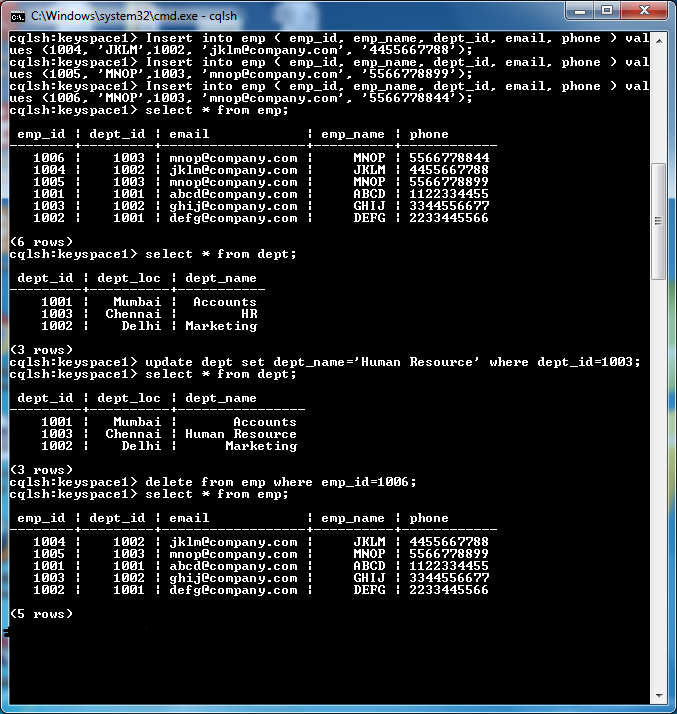 C:\Windows\system32\cmd.exe - cqlsh
cqlsh:keyspace1> Insert into emp ( emp_id, emp_name, dept_id, email, phone ) val
ues (1004, 'JKLM',1002, 'jklm@company.com', '4455667788');
cqlsh:keyspace1> Insert into emp ( emp_id, emp_name, dept_id, email, phone ) val
ues (1005, 'MNOP',1003, 'mnop@company.com', '5566778899');
cqlsh:keyspace1> Insert into emp ( emp_id, emp_name, dept_id, email, phone ) val
ues (1006, 'MNOP',1003, 'mnop@company.com', '5566778844');
cqlsh:keyspace1> select * from emp;
emp_id | dept_id | email | emp_name | phone
--------+---------+------------------+----------+------------
1006 | 1003 | mnop@company.com | MNOP | 5566778844
1004 | 1002 | jklm@company.com | JKLM | 4455667788
1005 | 1003 | mnop@company.com | MNOP | 5566778899
1001 | 1001 | abcd@company.com | ABCD | 1122334455
1003 | 1002 | ghij@company.com | GHIJ | 3344556677
1002 | 1001 | defg@company.com | DEFG | 2233445566
(6 rows)
cqlsh:keyspace1> select * from dept;
dept_id | dept_loc | dept_name
---------+----------+-----------
1001 | Mumbai | Accounts
1003 | Chennai | HR
1002 | Delhi | Marketing
(3 rows)
cqlsh:keyspace1> update dept set dept_name='Human Resource' where dept_id=1003;
cqlsh:keyspace1> select * from dept;
dept_id | dept_loc | dept_name
---------+----------+----------------
1001 | Mumbai | Accounts
1003 | Chennai | Human Resource
1002 | Delhi | Marketing
(3 rows)
cqlsh:keyspace1> delete from emp where emp_id=1006;
cqlsh:keyspace1> select * from emp;
emp_id | dept_id | email | emp_name | phone
--------+---------+------------------+----------+------------
1004 | 1002 | jklm@company.com | JKLM | 4455667788
1005 | 1003 | mnop@company.com | MNOP | 5566778899
1001 | 1001 | abcd@company.com | ABCD | 1122334455
1003 | 1002 | ghij@company.com | GHIJ | 3344556677
1002 | 1001 | defg@company.com | DEFG | 2233445566
(5 rows)